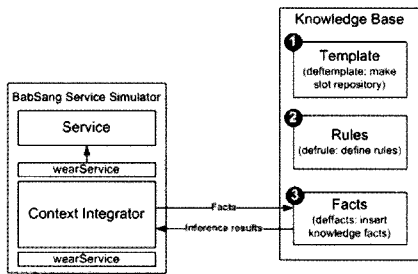 Knowledge Base
1
Template
(deftemplate: make
slot repository)
2
Rules
(defrule: define rules)
3
Facts
(deffacts: insert
knowledge facts)
BabSang Service Simulator
Service
wearService
Context Integrator
wearService
Facts
Inference results